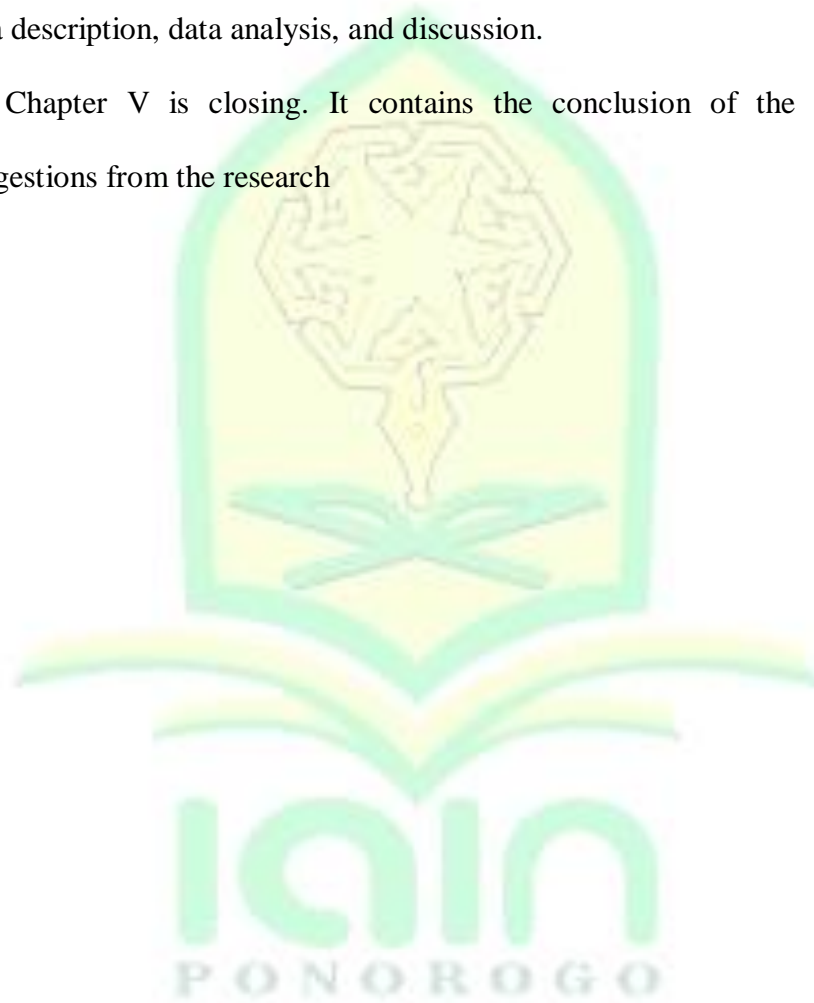 description, data analysis, and discussion.
Chapter V is closing. It contains the conclusion of the
gestions from the research
iain
PONOROGO